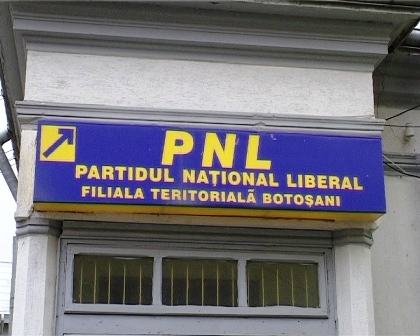 PNL
PARTIDUL NAȚIONAL LIBERAL
FILIALA TERITORIALĂ BOTOȘANI